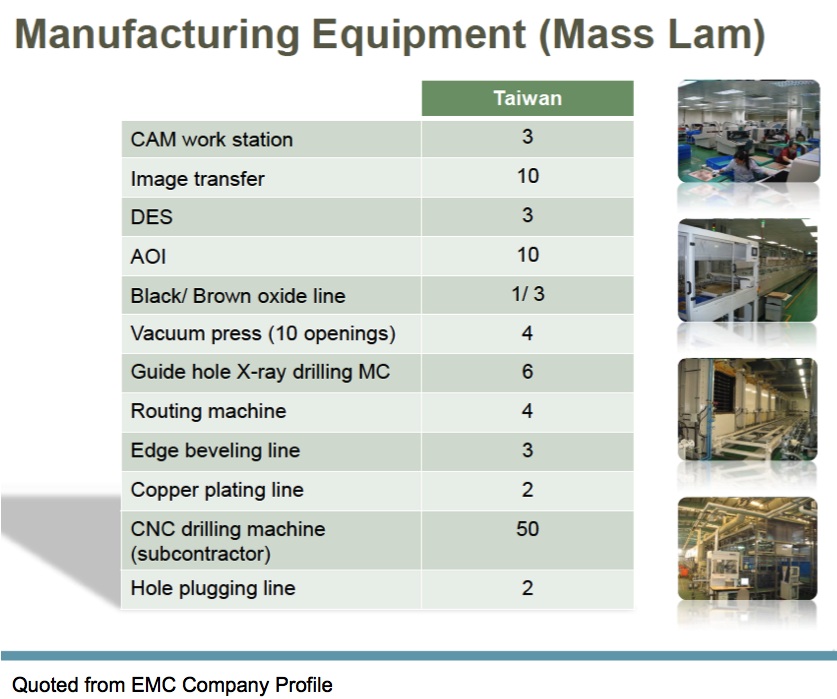 Manufacturing Equipment (Mass Lam)
Taiwan
CAM work station 3
Image transfer 10
DES 3
AOI 10
Black/ Brown oxide line 1/ 3
Vacuum press (10 openings) 4
Guide hole X-ray drilling MC 6
Routing machine 4
Edge beveling line 3
Copper plating line 2
CNC drilling machine 50
(subcontractor)
Hole plugging line 2
Quoted from EMC Company Profile